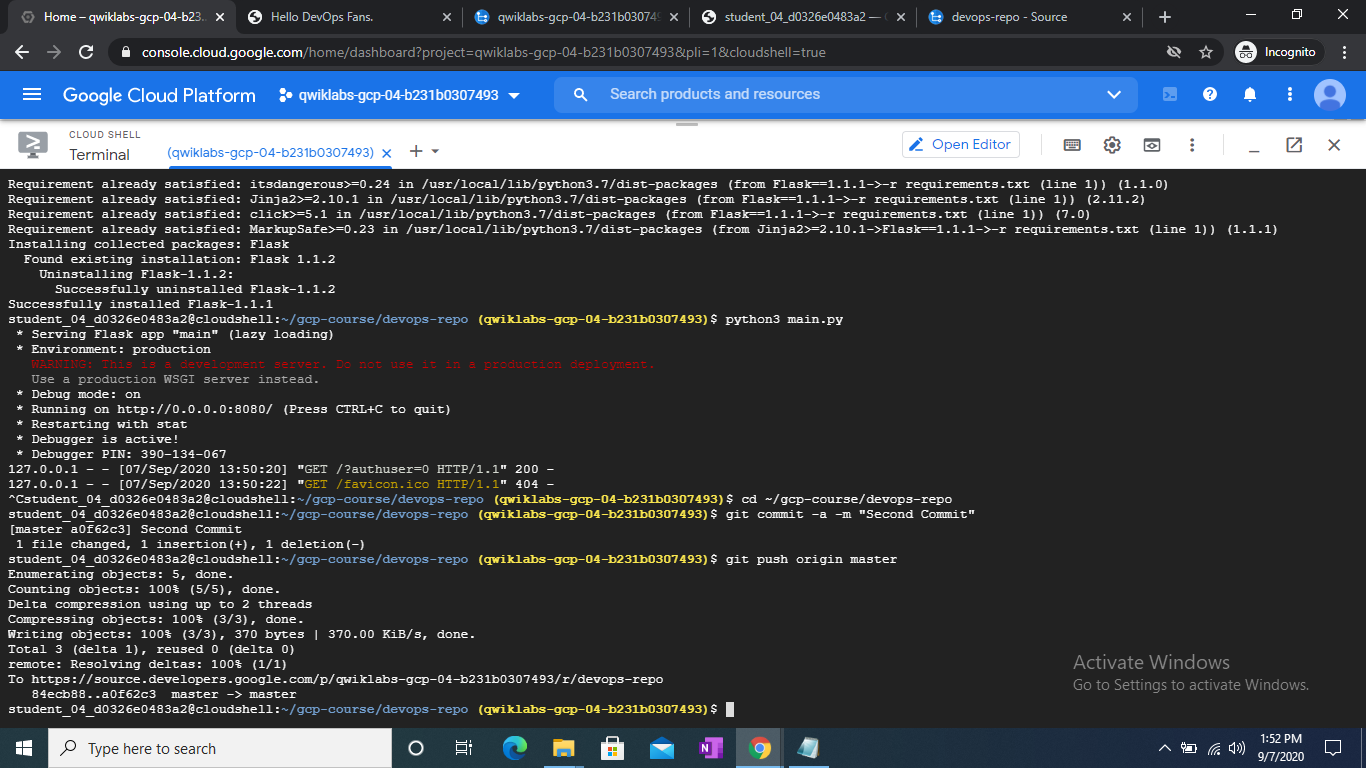 Home – qwiklabs-gcp-04-b23..
Hello DevOps Fans.
qwiklabs-gcp-04-b231b030749
student_04_d0326e0483a2 —
devops-repo - Source
console.cloud.google.com/home/dashboard?project=qwiklabs-gcp-04-b231b0307493&pli=1&cloudshell=true
Incognito
Google Cloud Platform
qwiklabs-gcp-04-b231b0307493
Search products and resources
CLOUD SHELL
Terminal
(qwiklabs-gcp-04-b231b0307493)
Open Editor
Requirement already satisfied: itsdangerous>=0.24 in /usr/local/lib/python3.7/dist-packages (from Flask==1.1.1->-r requirements.txt (line 1)) (1.1.0)
Requirement already satisfied: Jinja2>=2.10.1 in /usr/local/lib/python3.7/dist-packages (from Flask==1.1.1->-r requirements.txt (line 1)) (2.11.2)
Requirement already satisfied: click>=5.1 in /usr/local/lib/python3.7/dist-packages (from Flask==1.1.1->-r requirements.txt (line 1)) (7.0)
Requirement already satisfied: MarkupSafe>=0.23 in /usr/local/lib/python3.7/dist-packages (from Jinja2>=2.10.1->Flask==1.1.1->-r requirements.txt (line 1)) (1.1.1)
Installing collected packages: Flask
Found existing installation: Flask 1.1.2
Uninstalling Flask-1.1.2:
Successfully uninstalled Flask-1.1.2
Successfully installed Flask-1.1.1
student_04_d0326e0483a2@cloudshell:~/gcp-course/devops-repo (qwiklabs-gcp-04-b231b0307493)$ python3 main.py
* Serving Flask app "main" (lazy loading)
* Environment: production
WARNING: This is a development server. Do not use it in a production deployment.
Use a production WSGI server instead.
* Debug mode: on
* Running on http://0.0.0.0:8080/ (Press CTRL+C to quit)
* Restarting with stat
* Debugger is active!
* Debugger PIN: 390-134-067
127.0.0.1 - - [07/Sep/2020 13:50:20] "GET /?authuser=0 HTTP/1.1" 200 -
127.0.0.1 - - [07/Sep/2020 13:50:22] "GET /favicon.ico HTTP/1.1" 404 -
^Cstudent_04_d0326e0483a2@cloudshell:~/gcp-course/devops-repo (qwiklabs-gcp-04-b231b0307493)$ cd ~/gcp-course/devops-repo
student_04_d0326e0483a2@cloudshell:~/gcp-course/devops-repo (qwiklabs-gcp-04-b231b0307493)$ git commit -a -m "Second Commit"
[master a0f62c3] Second Commit
1 file changed, 1 insertion(+), 1 deletion(-)
student_04_d0326e0483a2@cloudshell:~/gcp-course/devops-repo (qwiklabs-gcp-04-b231b0307493)$ git push origin master
Enumerating objects: 5, done.
Counting objects: 100% (5/5), done.
Delta compression using up to 2 threads
Compressing objects: 100% (3/3), done.
Writing objects: 100% (3/3), 370 bytes | 370.00 KiB/s, done.
Total 3 (delta 1), reused 0 (delta 0)
remote: Resolving deltas: 100% (1/1)
To https://source.developers.google.com/p/qwiklabs-gcp-04-b231b0307493/r/devops-repo
84ecb88..a0f62c3 master -> master
student_04_d0326e0483a2@cloudshell:~/gcp-course/devops-repo (qwiklabs-gcp-04-b231b0307493)$
Activate Windows
Go to Settings to activate Windows.
Type here to search
1:52 PM
9/7/2020